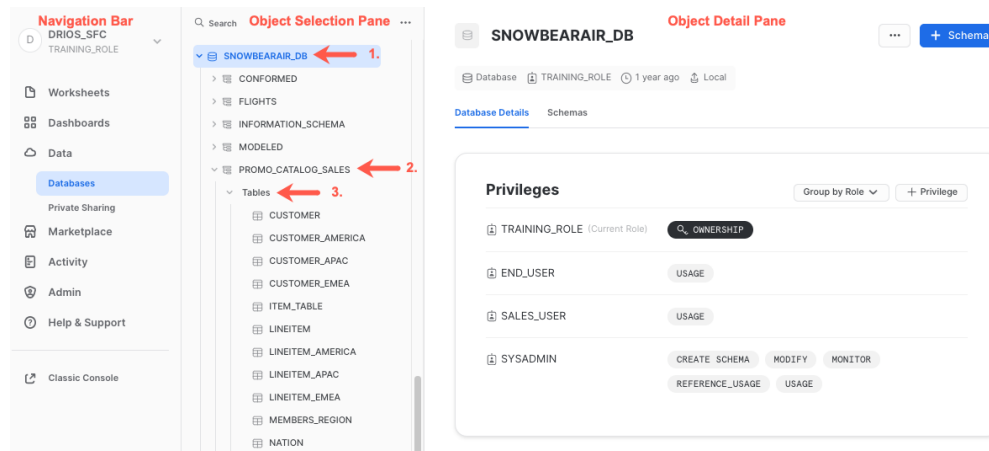 Navigation Bar
D
DRIOS_SFC
TRAINING_ROLE
Worksheets
Dashboards
Data
Databases
Private Sharing
Marketplace
Activity
Admin
Help & Support
Classic Console
Search
Object Selection Pane
...
SNOWBEARAIR_DB
1.
CONFORMED
FLIGHTS
INFORMATION_SCHEMA
MODELED
PROMO_CATALOG_SALES
2.
Tables
3.
CUSTOMER
CUSTOMER_AMERICA
CUSTOMER_APAC
CUSTOMER_EMEA
ITEM_TABLE
LINEITEM
LINEITEM_AMERICA
LINEITEM_APAC
LINEITEM_EMEA
MEMBERS_REGION
NATION
Object Detail Pane
SNOWBEARAIR_DB
...
+ Schema
Database TRAINING_ROLE 1 year ago Local
Database Details Schemas
Privileges
Group by Role + Privilege
TRAINING_ROLE (Current Role) OWNERSHIP
END_USER USAGE
SALES_USER USAGE
SYSADMIN CREATE SCHEMA MODIFY MONITOR
REFERENCE_USAGE USAGE